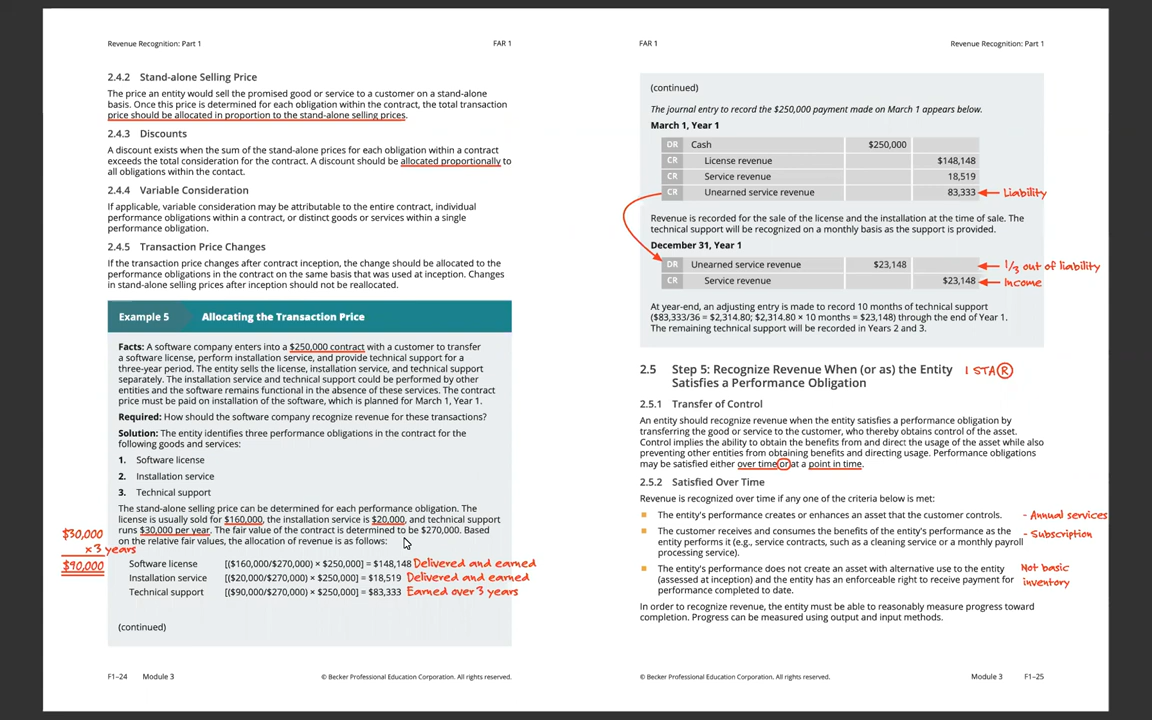 Revenue Recognition: Part 1 FAR 1
2.4.2 Stand-alone Selling Price
The price an entity would sell the promised good or service to a customer on a stand-alone
basis. Once this price is determined for each obligation within the contract, the total transaction
price should be allocated in proportion to the stand-alone selling prices.
2.4.3 Discounts
A discount exists when the sum of the stand-alone prices for each obligation within a contract
exceeds the total consideration for the contract. A discount should be allocated proportionally to
all obligations within the contact.
2.4.4 Variable Consideration
If applicable, variable consideration may be attributable to the entire contract, individual
performance obligations within a contract, or distinct goods or services within a single
performance obligation.
2.4.5 Transaction Price Changes
If the transaction price changes after contract inception, the change should be allocated to the
performance obligations in the contract on the same basis that was used at inception. Changes
in stand-alone selling prices after inception should not be reallocated.
Example 5 Allocating the Transaction Price
Facts: A software company enters into a $250,000 contract with a customer to transfer
a software license, perform installation service, and provide technical support for a
three-year period. The entity sells the license, installation service, and technical support
separately. The installation service and technical support could be performed by other
entities and the software remains functional in the absence of these services. The contract
price must be paid on installation of the software, which is planned for March 1, Year 1.
Required: How should the software company recognize revenue for these transactions?
Solution: The entity identifies three performance obligations in the contract for the
following goods and services:
1. Software license
2. Installation service
3. Technical support
The stand-alone selling price can be determined for each performance obligation. The
license is usually sold for $160,000, the installation service is $20,000, and technical support
runs $30,000 per year. The fair value of the contract is determined to be $270,000. Based
on the relative fair values, the allocation of revenue is as follows:
$30,000
x3 years
$90,000
Software license [($160,000/$270,000) × $250,000] = $148,148 Delivered and earned
Installation service [($20,000/$270,000) × $250,000] = $18,519 Delivered and earned
Technical support [($90,000/$270,000) × $250,000] = $83,333 Earned over 3 years
(continued)
F1–24 Module 3 © Becker Professional Education Corporation. All rights reserved.
FAR 1 Revenue Recognition: Part 1
(continued)
The journal entry to record the $250,000 payment made on March 1 appears below.
March 1, Year 1
DR Cash $250,000
CR License revenue $148,148
CR Service revenue 18,519
CR Unearned service revenue 83,333 Liability
Revenue is recorded for the sale of the license and the installation at the time of sale. The
technical support will be recognized on a monthly basis as the support is provided.
December 31, Year 1
DR Unearned service revenue $23,148 1/3 out of liability
CR Service revenue $23,148 Income
At year-end, an adjusting entry is made to record 10 months of technical support
($83,333/36 = $2,314.80; $2,314.80 × 10 months = $23,148) through the end of Year 1.
The remaining technical support will be recorded in Years 2 and 3.
2.5 Step 5: Recognize Revenue When (or as) the Entity I STAR
Satisfies a Performance Obligation
2.5.1 Transfer of Control
An entity should recognize revenue when the entity satisfies a performance obligation by
transferring the good or service to the customer, who thereby obtains control of the asset.
Control implies the ability to obtain the benefits from and direct the usage of the asset while also
preventing other entities from obtaining benefits and directing usage. Performance obligations
may be satisfied either over time or at a point in time.
2.5.2 Satisfied Over Time
Revenue is recognized over time if any one of the criteria below is met:
■ The entity's performance creates or enhances an asset that the customer controls. - Annual services
■ The customer receives and consumes the benefits of the entity's performance as the - Subscription
entity performs it (e.g., service contracts, such as a cleaning service or a monthly payroll
processing service).
■ The entity's performance does not create an asset with alternative use to the entity Not basic
(assessed at inception) and the entity has an enforceable right to receive payment for inventory
performance completed to date.
In order to recognize revenue, the entity must be able to reasonably measure progress toward
completion. Progress can be measured using output and input methods.
© Becker Professional Education Corporation. All rights reserved. Module 3 F1–25